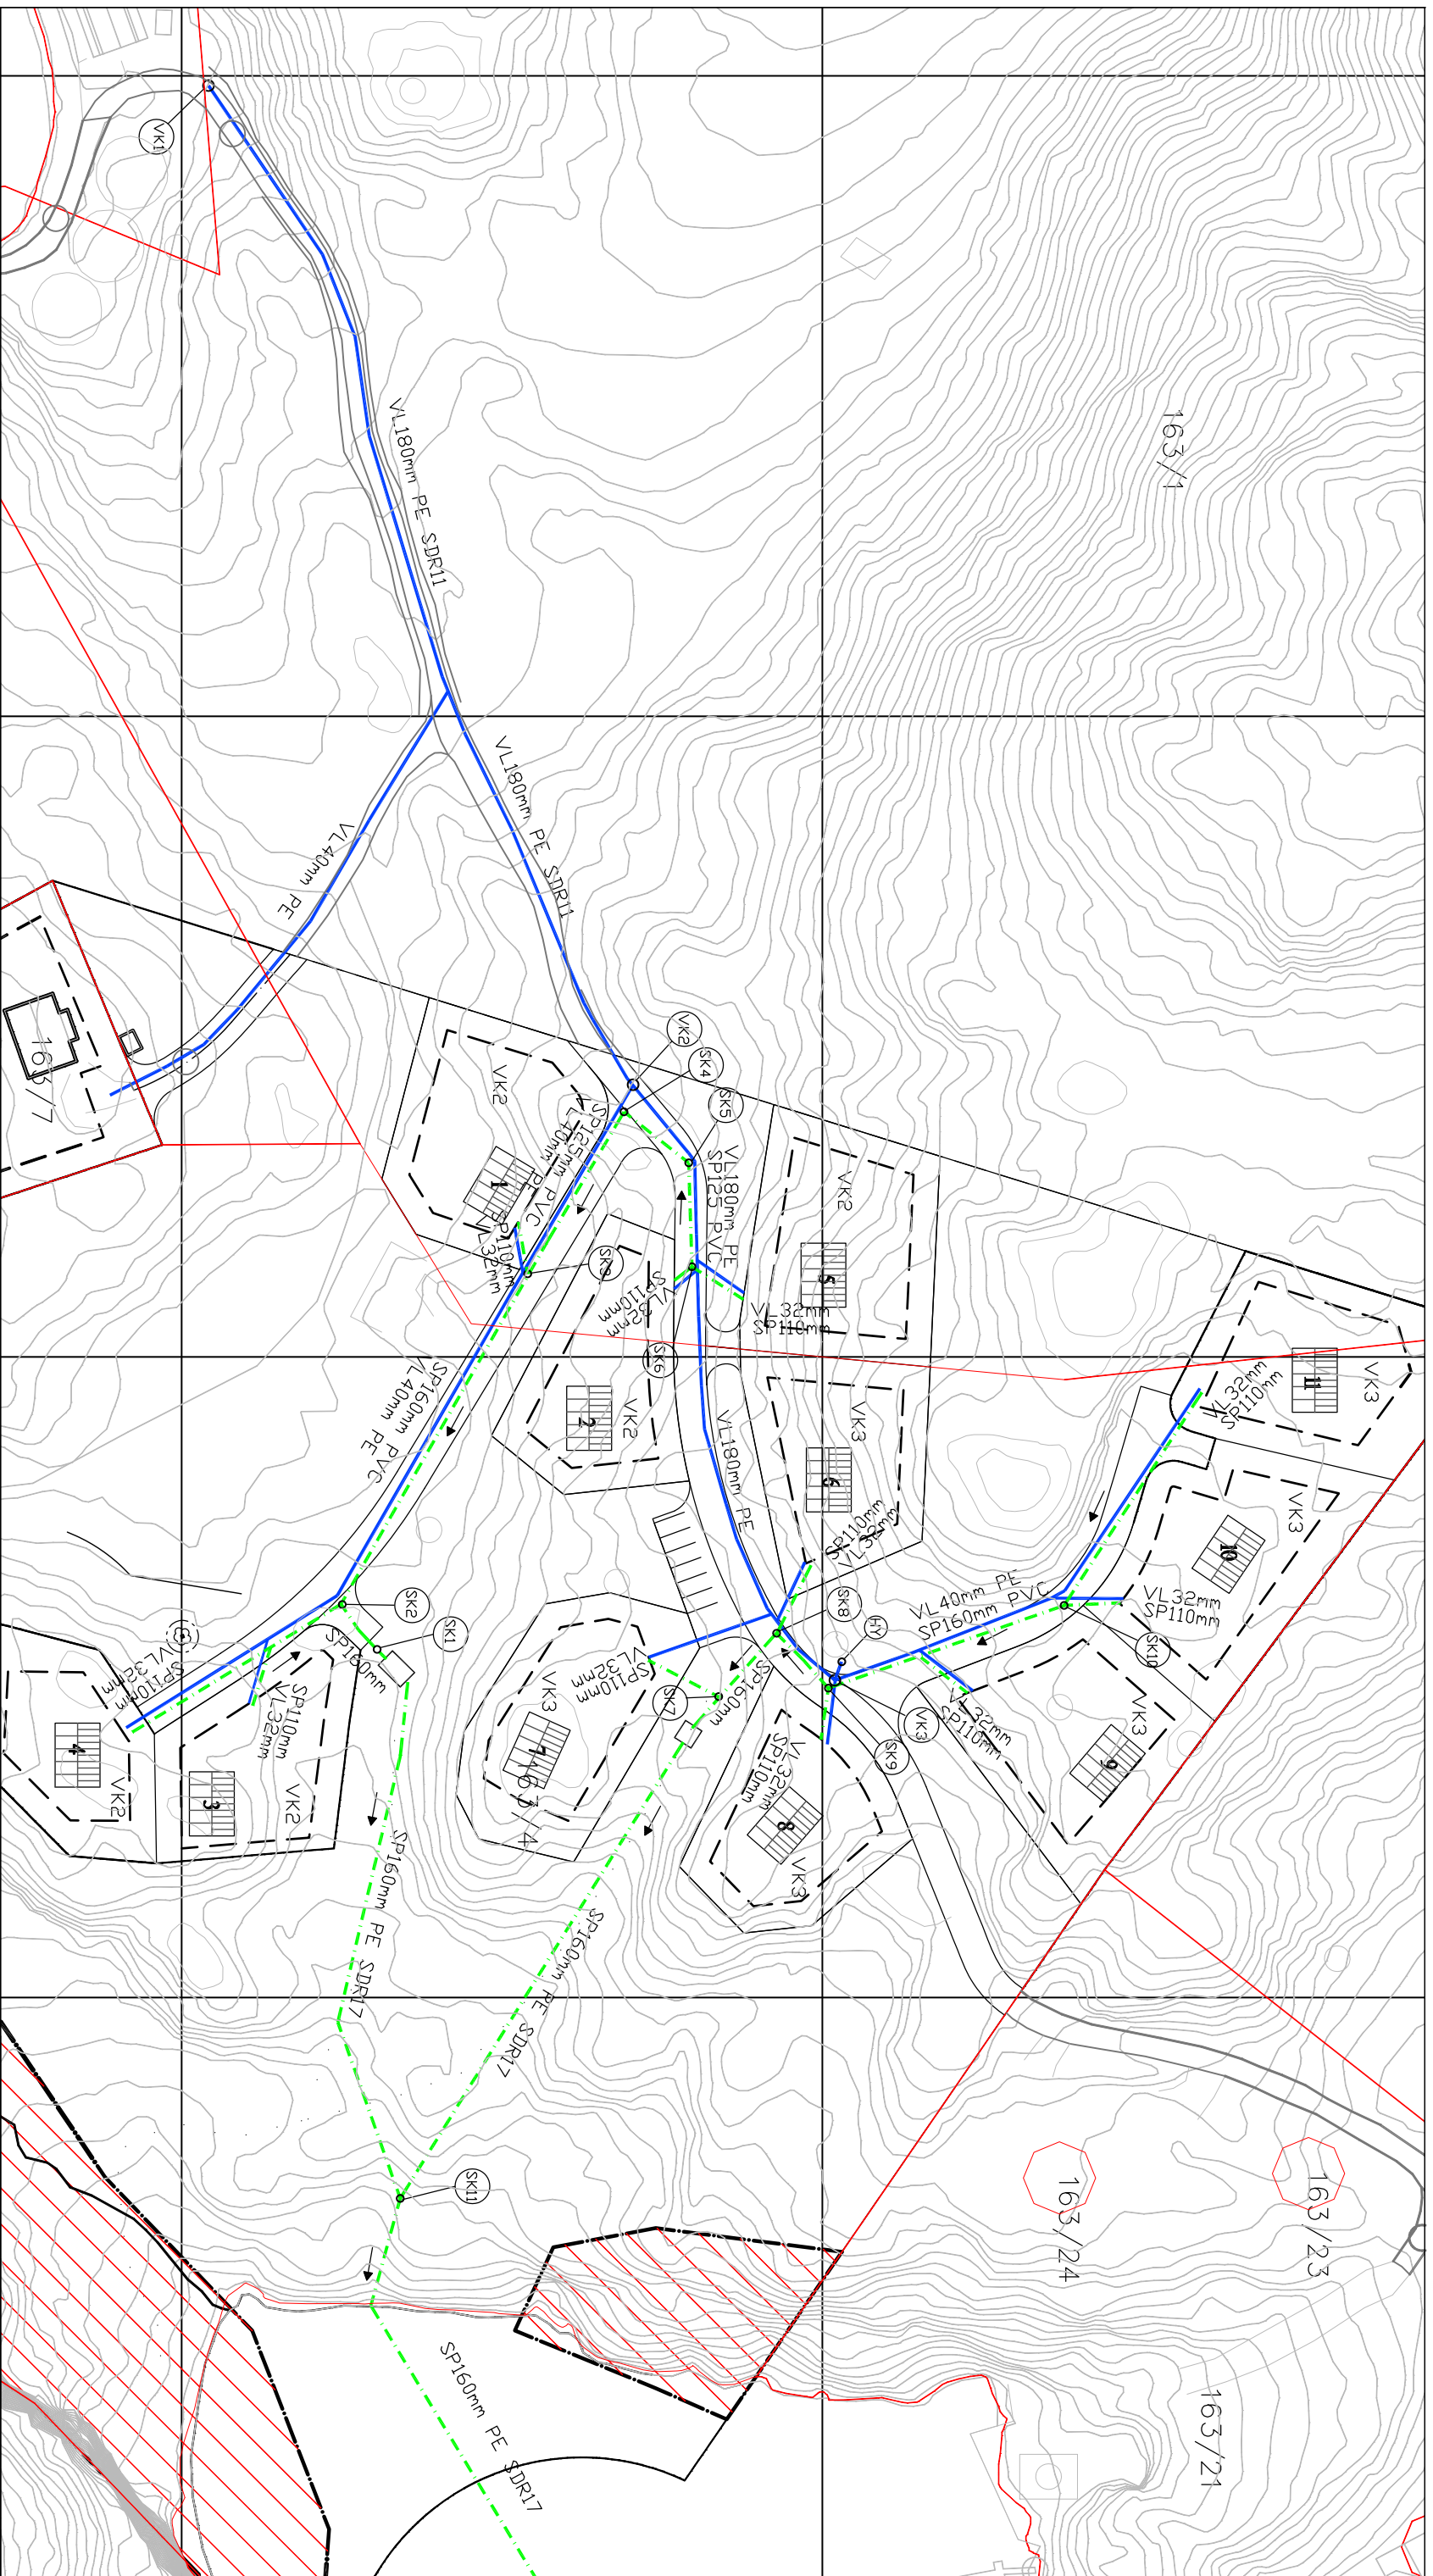 VK1
163/1
VL180mm PE SDR11
VL180mm PE SDR11
VL40mm PE
163/7
VK2
SK4
SK5
VK2
1
SP125mm PVC
VL40mm PE
SP110mm
VL32mm
SK3
VL180mm PE
SP125 PVC
VK2
5
VL32mm
SP110mm
VL32mm
SP110mm
SK6
2
VK2
VK3
6
SP110mm
VL32mm
VL180mm PE
SP160mm PVC
VL40mm PE
11
VK3
VL32mm
SP110mm
VK3
10
VL32mm
SP110mm
VL40mm PE
SP160mm PVC
SK10
SK8
HY
SK2
SK1
SP160mm
VL32mm
SP110mm
SP110mm
VL32mm
VK2
4
VK2
3
VL32mm
SP110mm
SK7
SP160mm
VK3
7
163/4
VK3
SK9
VL32mm
SP110mm
VK3
9
VL32mm
SP110mm
8
VK3
SP160mm PE SDR17
SP160mm PE SDR17
SK11
163/24
163/23
163/21
SP160mm PE SDR17